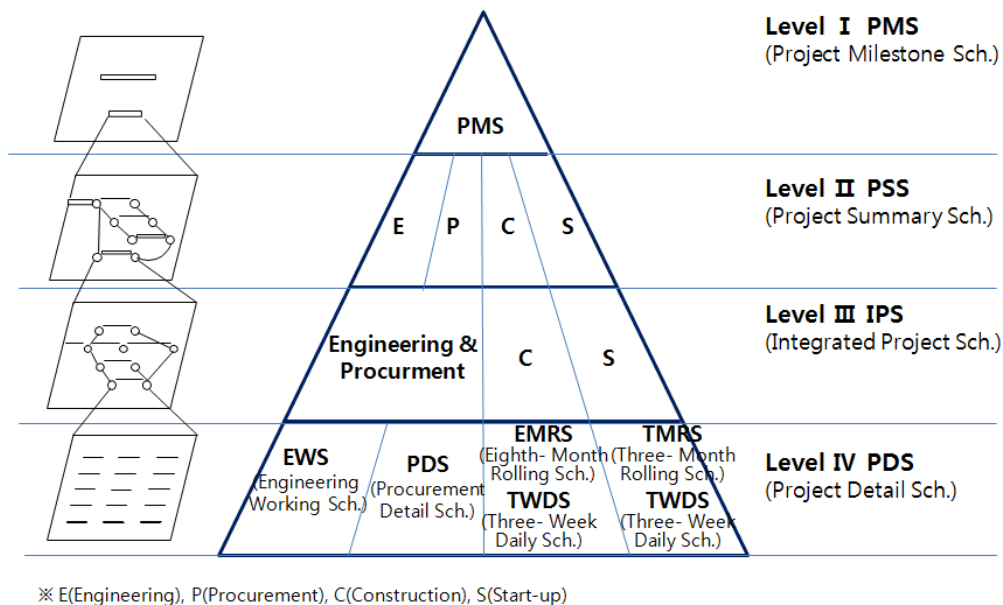 Level Ⅰ PMS
(Project Milestone Sch.)
PMS
Level Ⅱ PSS
(Project Summary Sch.)
E
P
C
S
Level Ⅲ IPS
(Integrated Project Sch.)
Engineering &
Procurment
C
S
Level Ⅳ PDS
(Project Detail Sch.)
EWS
(Engineering
Working Sch.)
PDS
(Procurement
Detail Sch.)
EMRS
(Eighth- Month
Rolling Sch.)
TWDS
(Three- Week
Daily Sch.)
TMRS
(Three- Month
Rolling Sch.)
TWDS
(Three- Week
Daily Sch.)
※ E(Engineering), P(Procurement), C(Construction), S(Start-up)